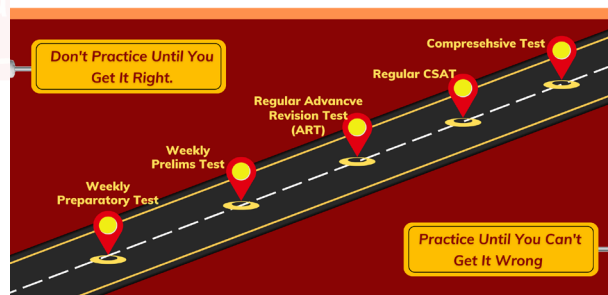 Don't Practice Until You
Get It Right.
Compresehsive Test
Regular CSAT
Regular Advancve
Revision Test
(ART)
Weekly
Prelims Test
Weekly
Preparatory Test
Practice Until You Can't
Get It Wrong